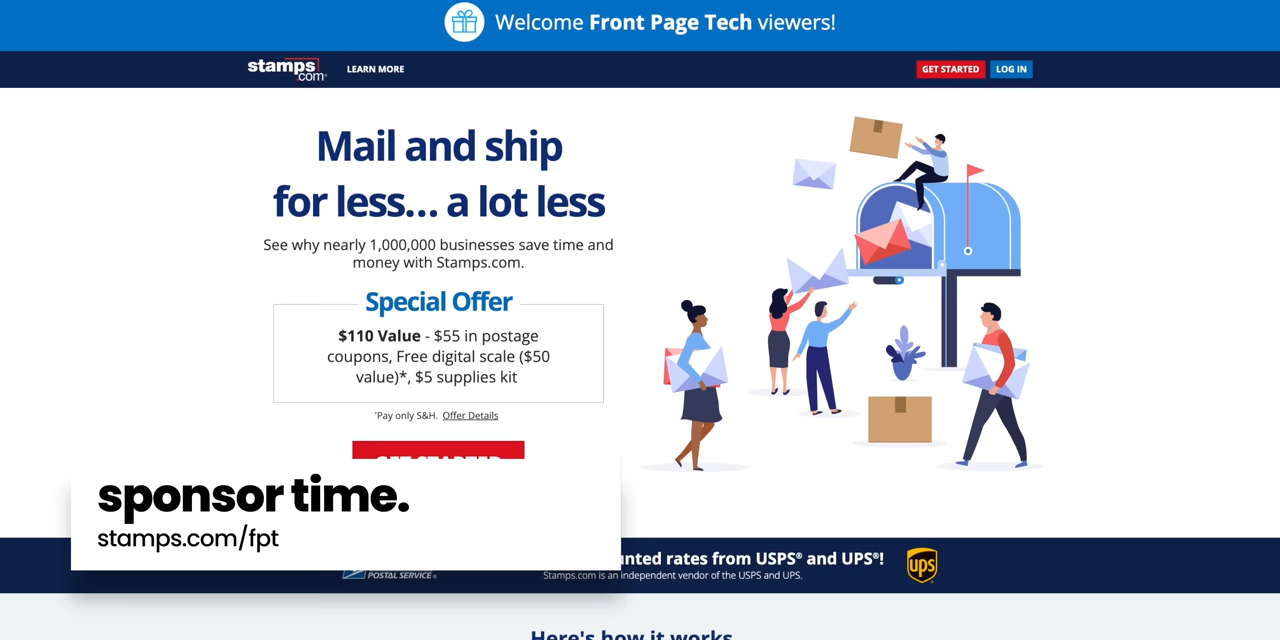 Welcome Front Page Tech viewers!
stamps.com®
LEARN MORE
GET STARTED
LOG IN
Mail and ship
for less... a lot less
See why nearly 1,000,000 businesses save time and
money with Stamps.com.
Special Offer
$110 Value - $55 in postage
coupons, Free digital scale ($50
value)*, $5 supplies kit
*Pay only S&H. Offer Details
GET STARTED
sponsor time.
stamps.com/fpt
POSTAL SERVICE®
rates from USPS® and UPS®!
Stamps.com is an independent vendor of the USPS and UPS.
ups
Here's how it works